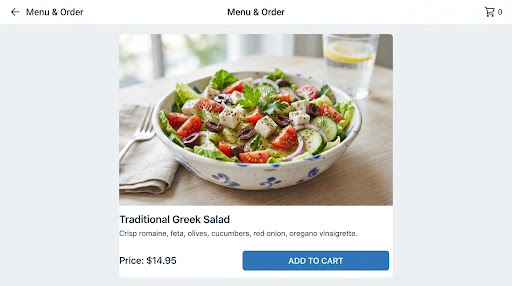 Menu & Order
Menu & Order
0
Traditional Greek Salad
Crisp romaine, feta, olives, cucumbers, red onion, oregano vinaigrette.
Price: $14.95
ADD TO CART